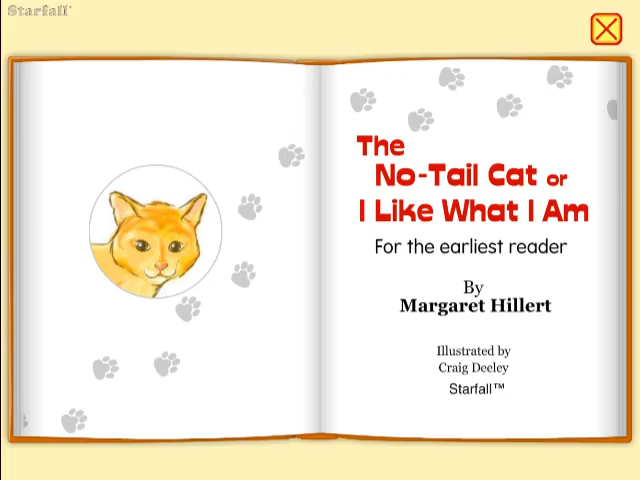 Starfall™
The
No-Tail Cat or
I Like What I Am
For the earliest reader
By
Margaret Hillert
Illustrated by
Craig Deeley
Starfall™